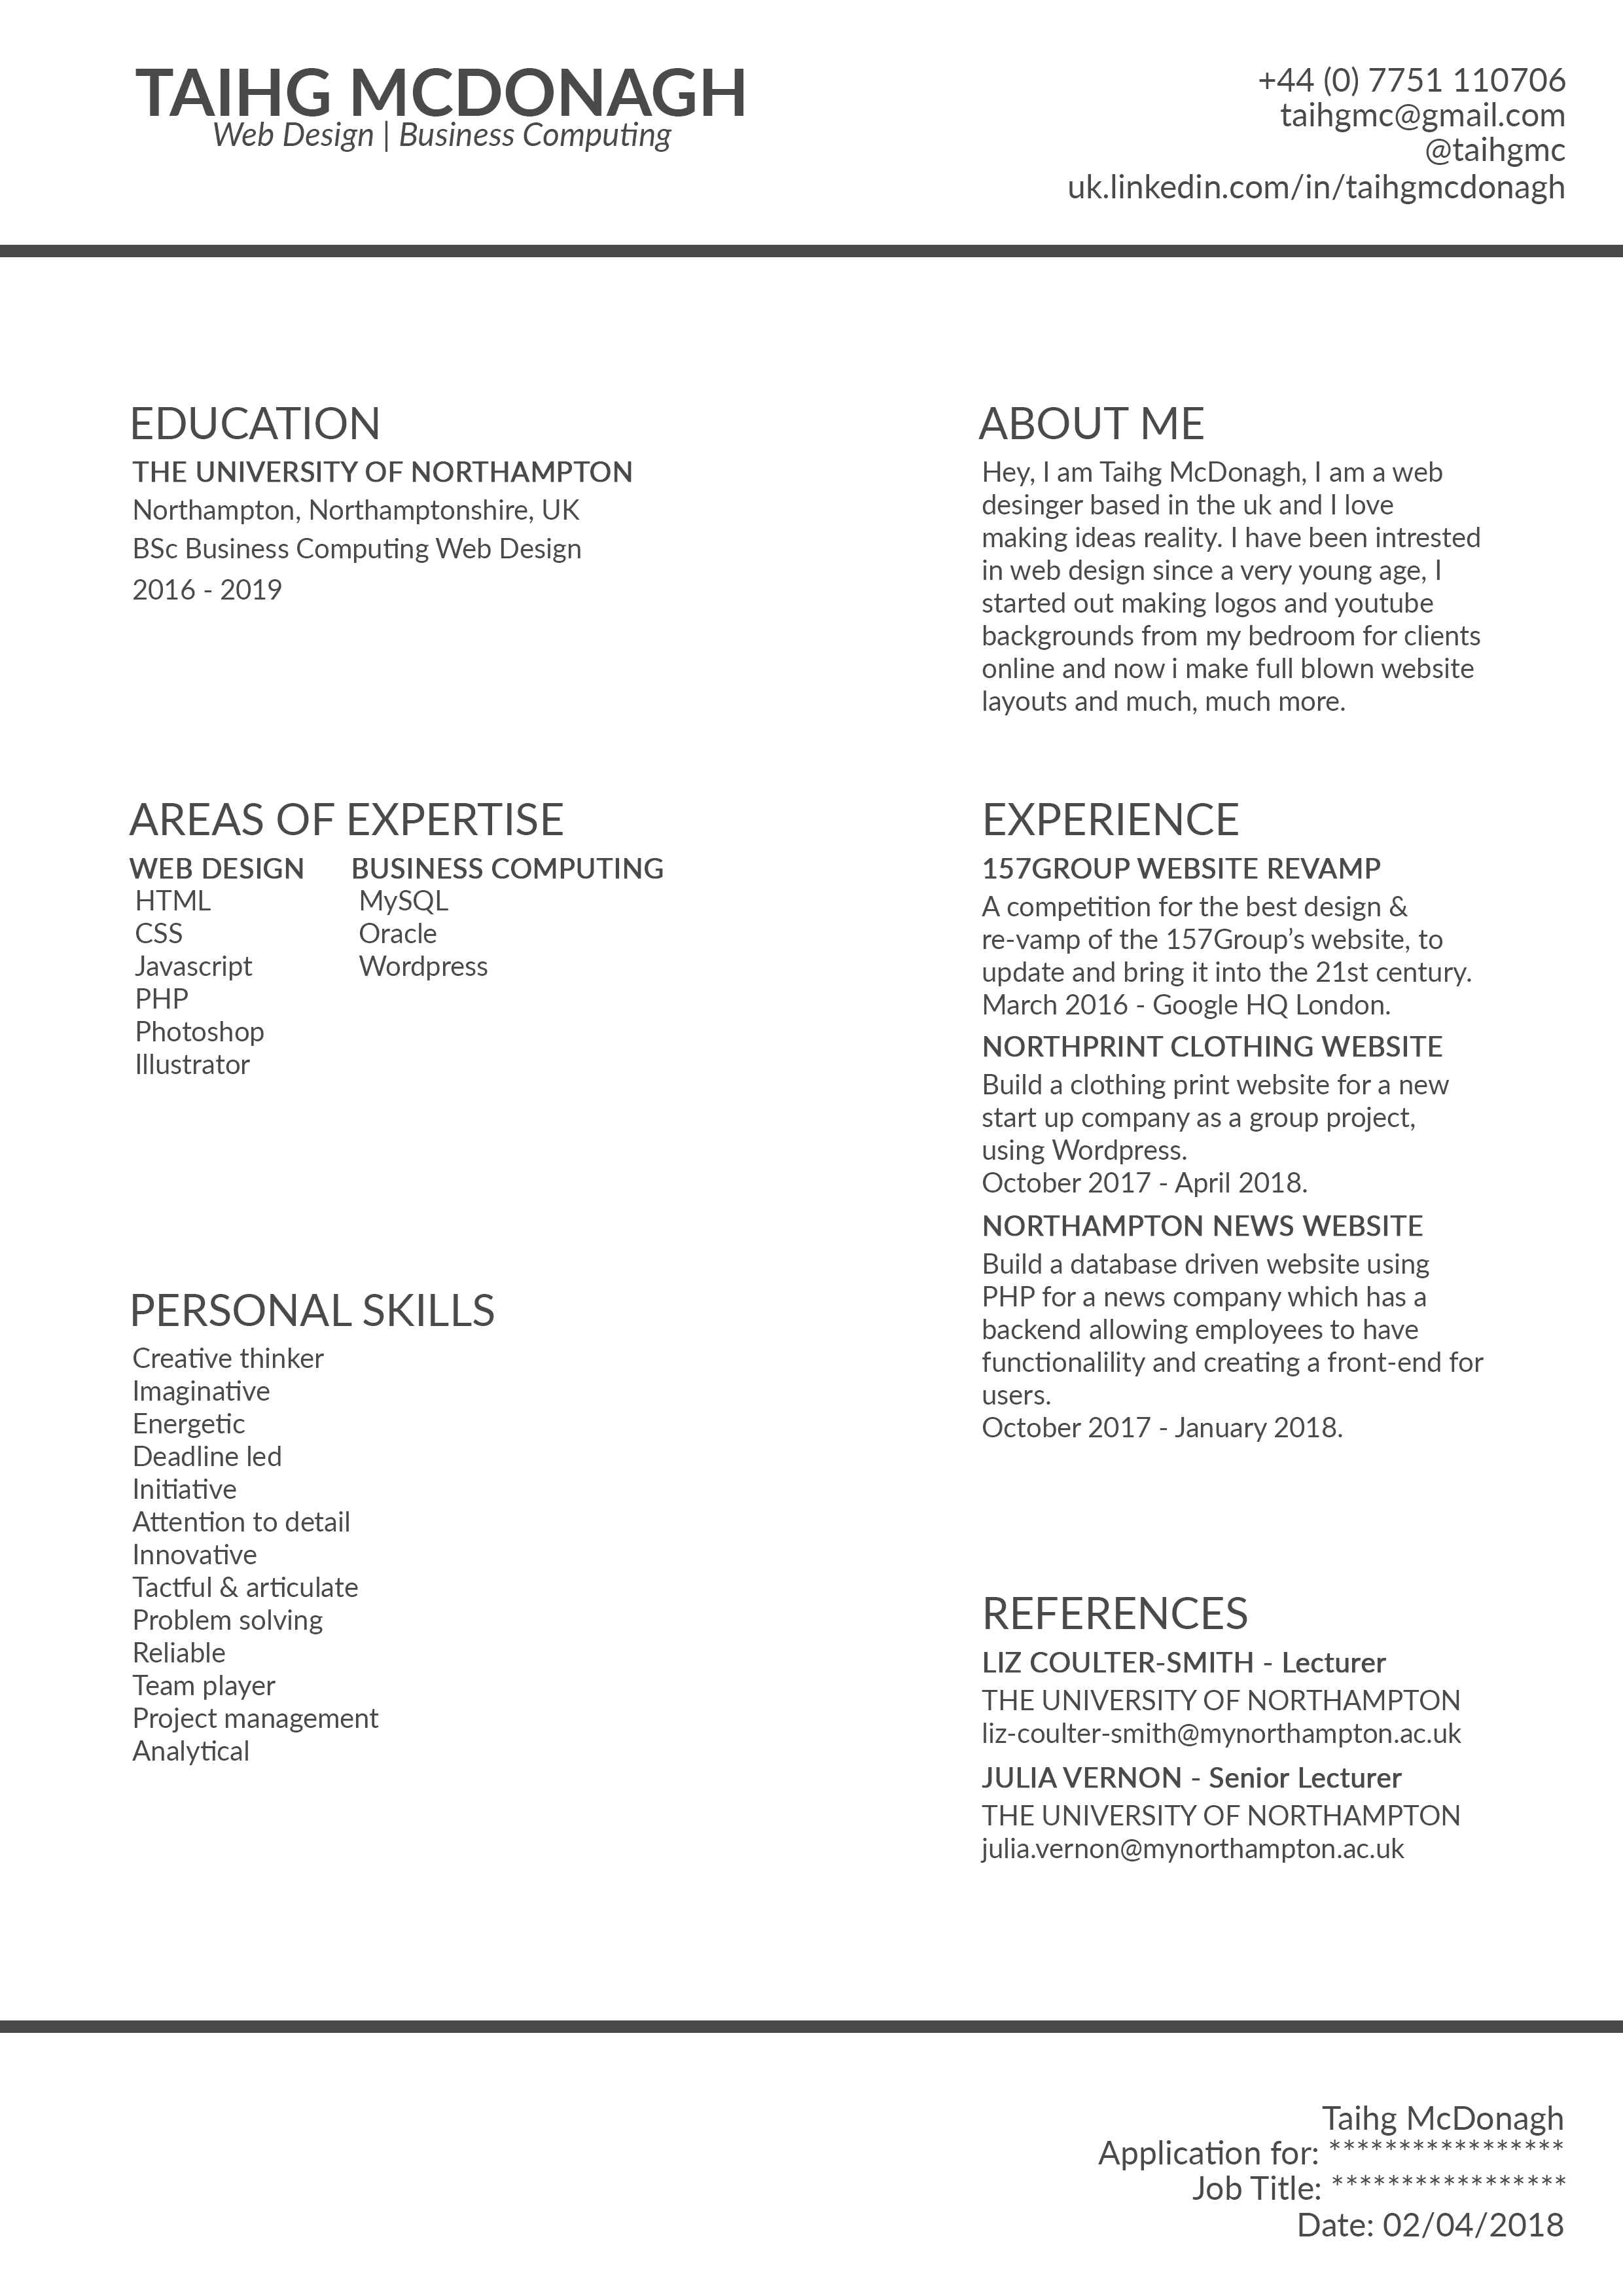 TAIHG MCDONAGH
Web Design | Business Computing
+44 (0) 7751 110706
taihgmc@gmail.com
@taihgmc
uk.linkedin.com/in/taihgmcdonagh
EDUCATION
THE UNIVERSITY OF NORTHAMPTON
Northampton, Northamptonshire, UK
BSc Business Computing Web Design
2016 - 2019
AREAS OF EXPERTISE
WEB DESIGN
HTML
CSS
Javascript
PHP
Photoshop
Illustrator
BUSINESS COMPUTING
MySQL
Oracle
Wordpress
PERSONAL SKILLS
Creative thinker
Imaginative
Energetic
Deadline led
Initiative
Attention to detail
Innovative
Tactful & articulate
Problem solving
Reliable
Team player
Project management
Analytical
ABOUT ME
Hey, I am Taihg McDonagh, I am a web
desinger based in the uk and I love
making ideas reality. I have been intrested
in web design since a very young age, I
started out making logos and youtube
backgrounds from my bedroom for clients
online and now i make full blown website
layouts and much, much more.
EXPERIENCE
157GROUP WEBSITE REVAMP
A competition for the best design &
re-vamp of the 157Group’s website, to
update and bring it into the 21st century.
March 2016 - Google HQ London.
NORTHPRINT CLOTHING WEBSITE
Build a clothing print website for a new
start up company as a group project,
using Wordpress.
October 2017 - April 2018.
NORTHAMPTON NEWS WEBSITE
Build a database driven website using
PHP for a news company which has a
backend allowing employees to have
functionalility and creating a front-end for
users.
October 2017 - January 2018.
REFERENCES
LIZ COULTER-SMITH - Lecturer
THE UNIVERSITY OF NORTHAMPTON
liz-coulter-smith@mynorthampton.ac.uk
JULIA VERNON - Senior Lecturer
THE UNIVERSITY OF NORTHAMPTON
julia.vernon@mynorthampton.ac.uk
Taihg McDonagh
Application for: *****************
Job Title: *****************
Date: 02/04/2018